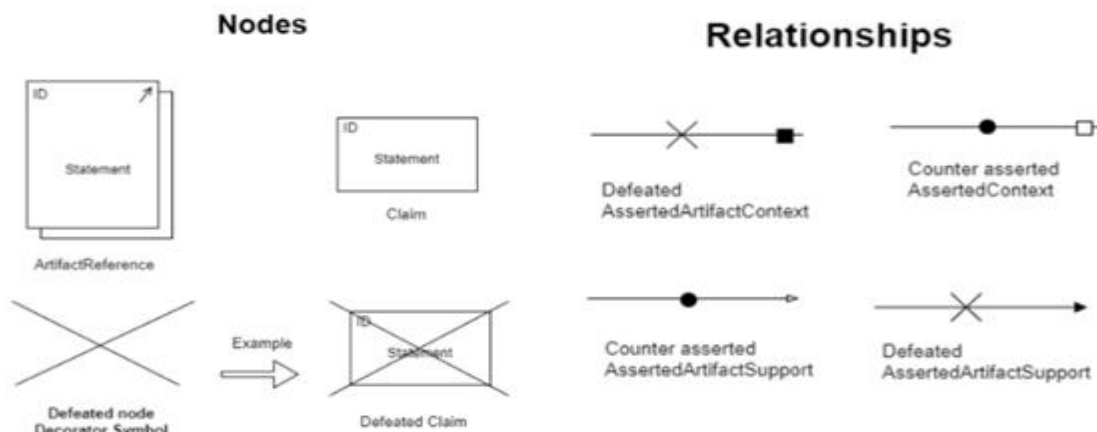 Nodes
ID
Statement
ArtifactReference
ID
Statement
Claim
Defeated node
Decorator Symbol
Example
ID
Statement
Defeated Claim
Relationships
Defeated
AssertedArtifactContext
Counter asserted
AssertedContext
Counter asserted
AssertedArtifactSupport
Defeated
AssertedArtifactSupport